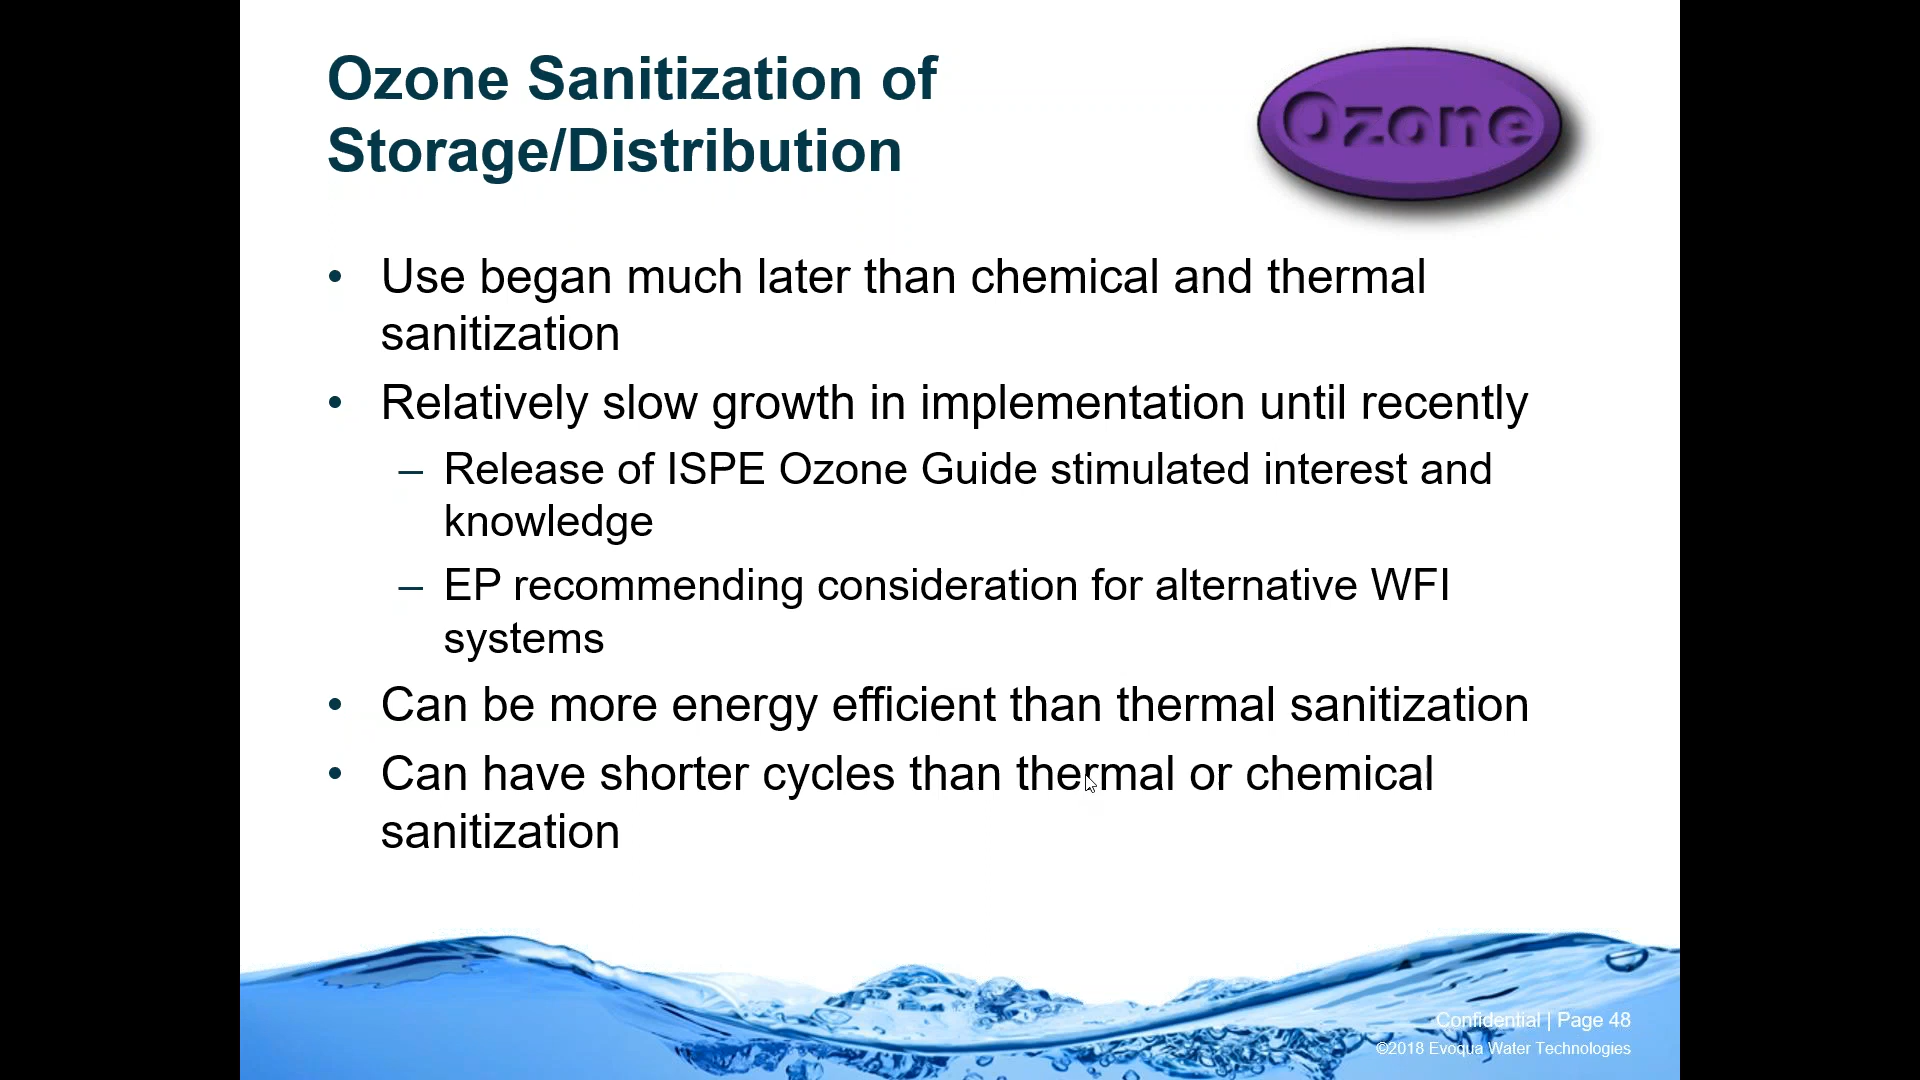 Ozone Sanitization of
Storage/Distribution
Ozone
• Use began much later than chemical and thermal
sanitization
• Relatively slow growth in implementation until recently
– Release of ISPE Ozone Guide stimulated interest and
knowledge
– EP recommending consideration for alternative WFI
systems
• Can be more energy efficient than thermal sanitization
• Can have shorter cycles than thermal or chemical
sanitization
Confidential | Page 48
©2018 Evoqua Water Technologies